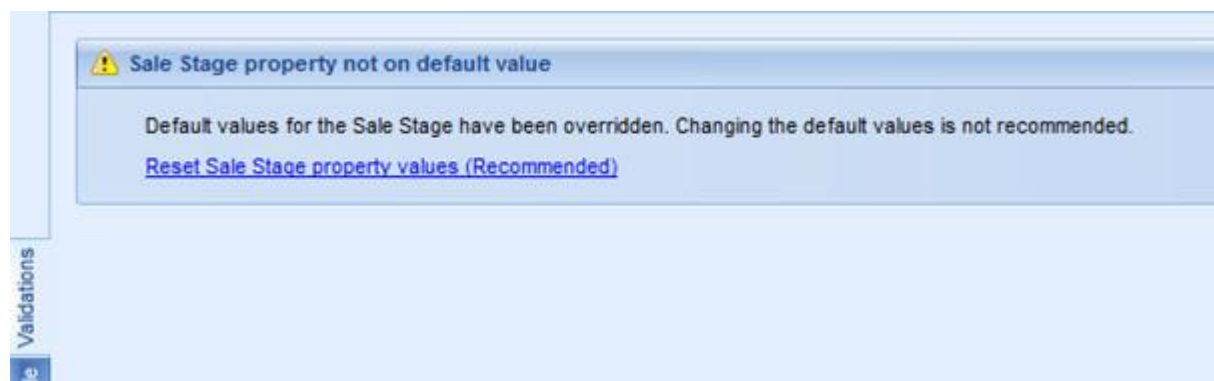 Sale Stage property not on default value
Default values for the Sale Stage have been overridden. Changing the default values is not recommended.
Reset Sale Stage property values (Recommended)
Validations